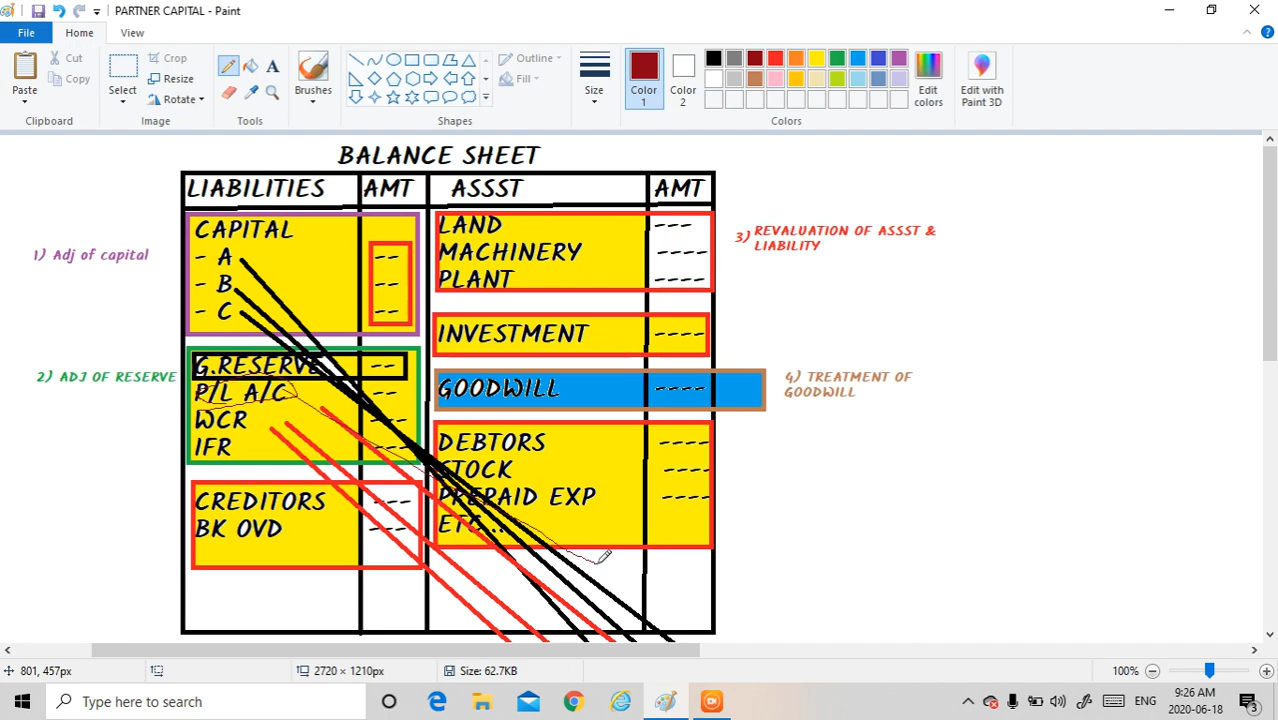 PARTNER CAPITAL - Paint
File
Home
View
Paste
Cut
Copy
Clipboard
Select
Crop
Resize
Rotate
Image
Tools
Brushes
Outline
Fill
Shapes
Size
Color
1
Color
2
Edit
colors
Edit with
Paint 3D
Colors
BALANCE SHEET
LIABILITIES AMT ASSST AMT
CAPITAL
- A --
- B --
- C --
1) Adj of capital
LAND ---
MACHINERY ----
PLANT ----
3) REVALUATION OF ASSST &
LIABILITY
INVESTMENT ----
2) ADJ OF RESERVE
G.RESERVE --
P/L A/C --
WCR ---
IFR ---
GOODWILL ----
4) TREATMENT OF
GOODWILL
CREDITORS ---
BK OVD ---
DEBTORS ----
STOCK ----
PREPAID EXP ----
ETC...
801, 457px
2720 × 1210px
Size: 62.7KB
100%
Type here to search
ENG
9:26 AM
2020-06-18
3